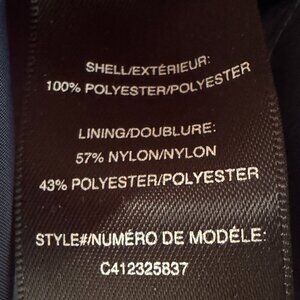 SHELL/EXTÉRIEUR:
100% POLYESTER/POLYESTER
LINING/DOUBLURE:
57% NYLON/NYLON
43% POLYESTER/POLYESTER
STYLE#/NUMÉRO DE MODÈLE:
C412325837